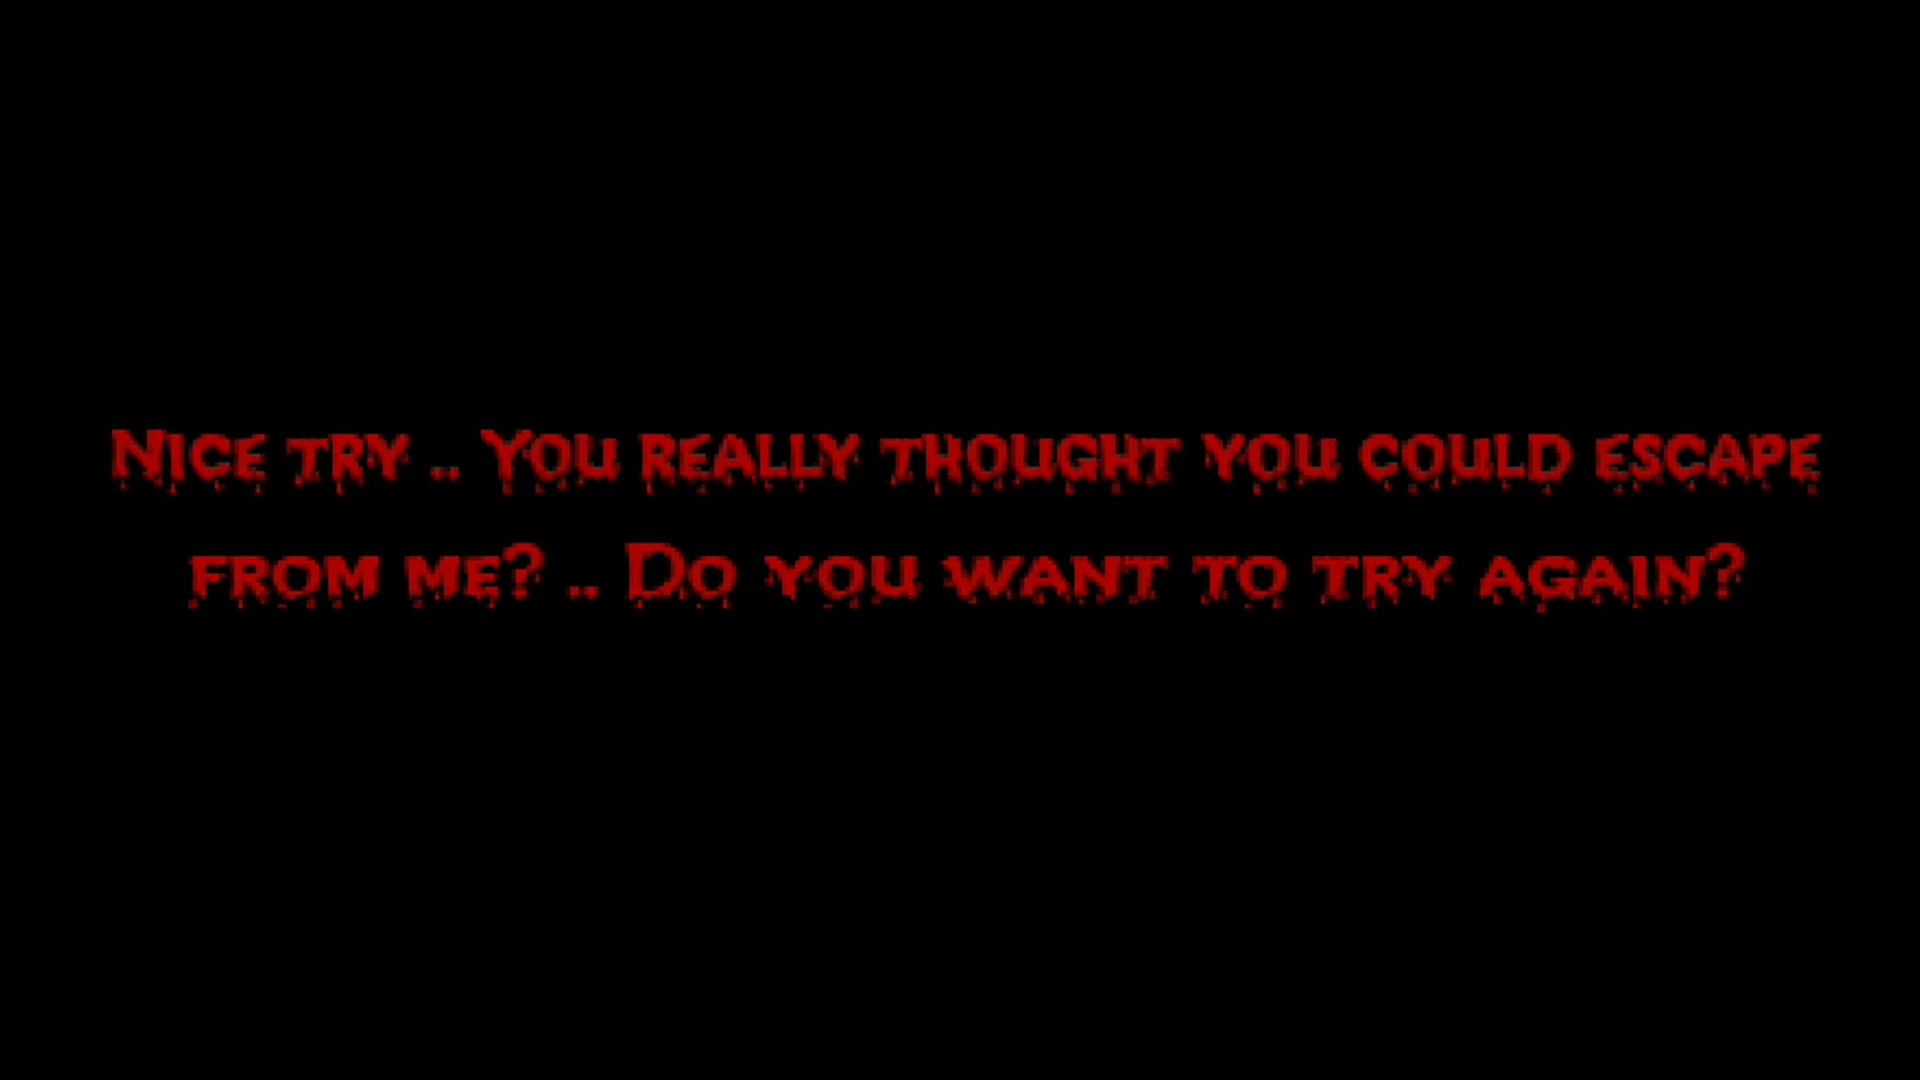 Nice try .. You really thought you could escape
from me? .. Do you want to try again?